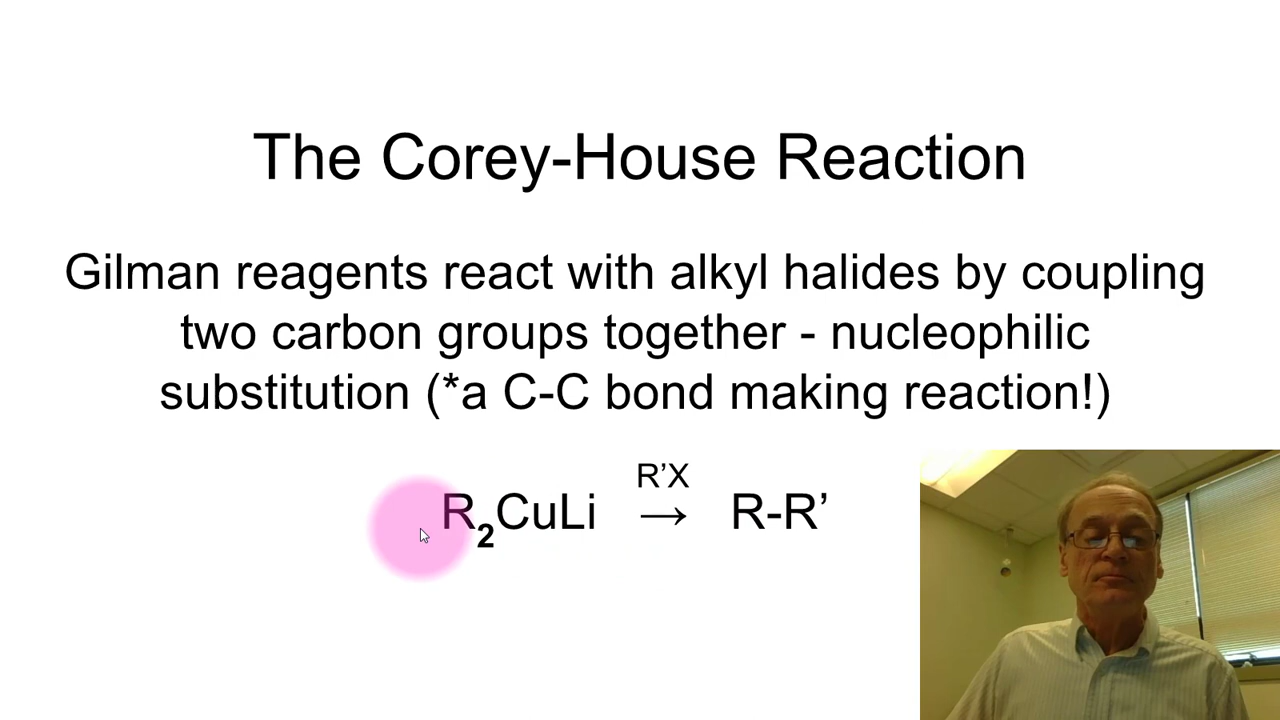 The Corey-House Reaction
Gilman reagents react with alkyl halides by coupling
two carbon groups together - nucleophilic
substitution (*a C-C bond making reaction!)
R’X
R₂CuLi → R-R’